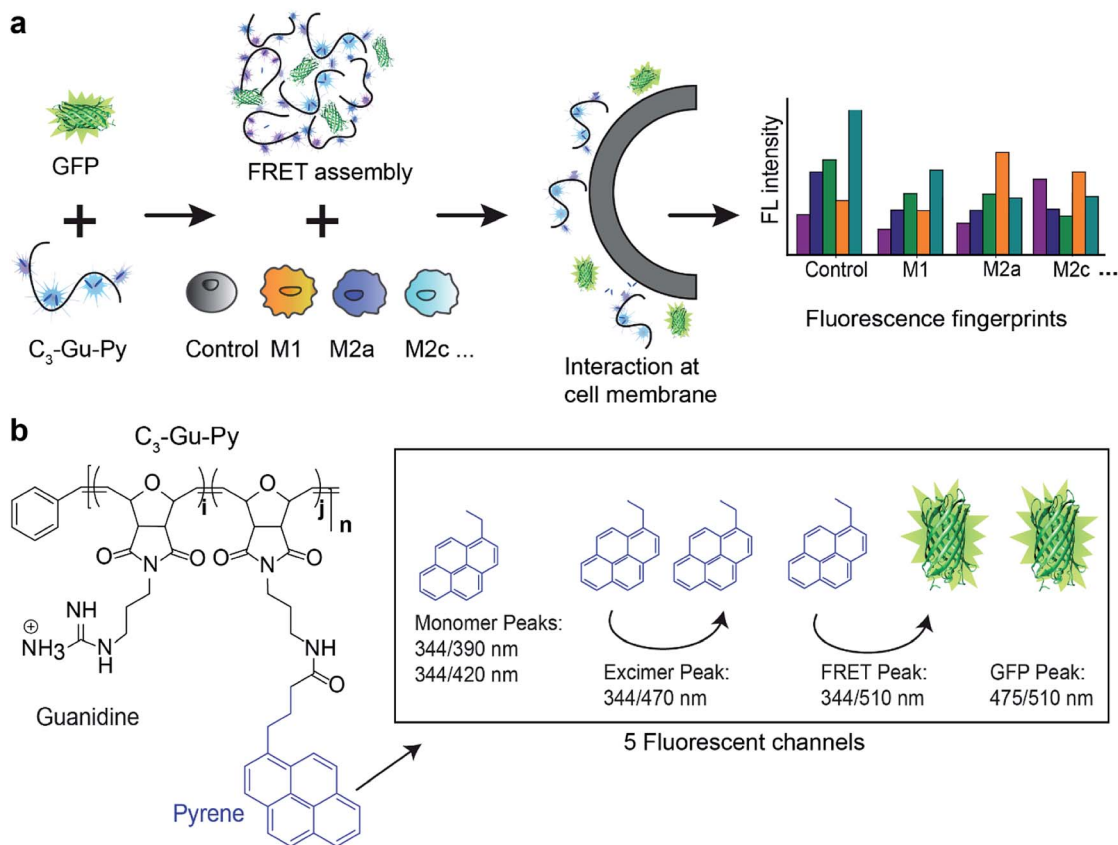 a
GFP
+
C₃-Gu-Py
FRET assembly
+
Control M1 M2a M2c ...
Interaction at
cell membrane
FL intensity
Control M1 M2a M2c ...
Fluorescence fingerprints
b
C₃-Gu-Py
O
O
i
j
n
O
N
O
O
N
O
NH
⊕
NH3
N
H
NH
O
Guanidine
Pyrene
Monomer Peaks:
344/390 nm
344/420 nm
Excimer Peak:
344/470 nm
FRET Peak:
344/510 nm
GFP Peak:
475/510 nm
5 Fluorescent channels